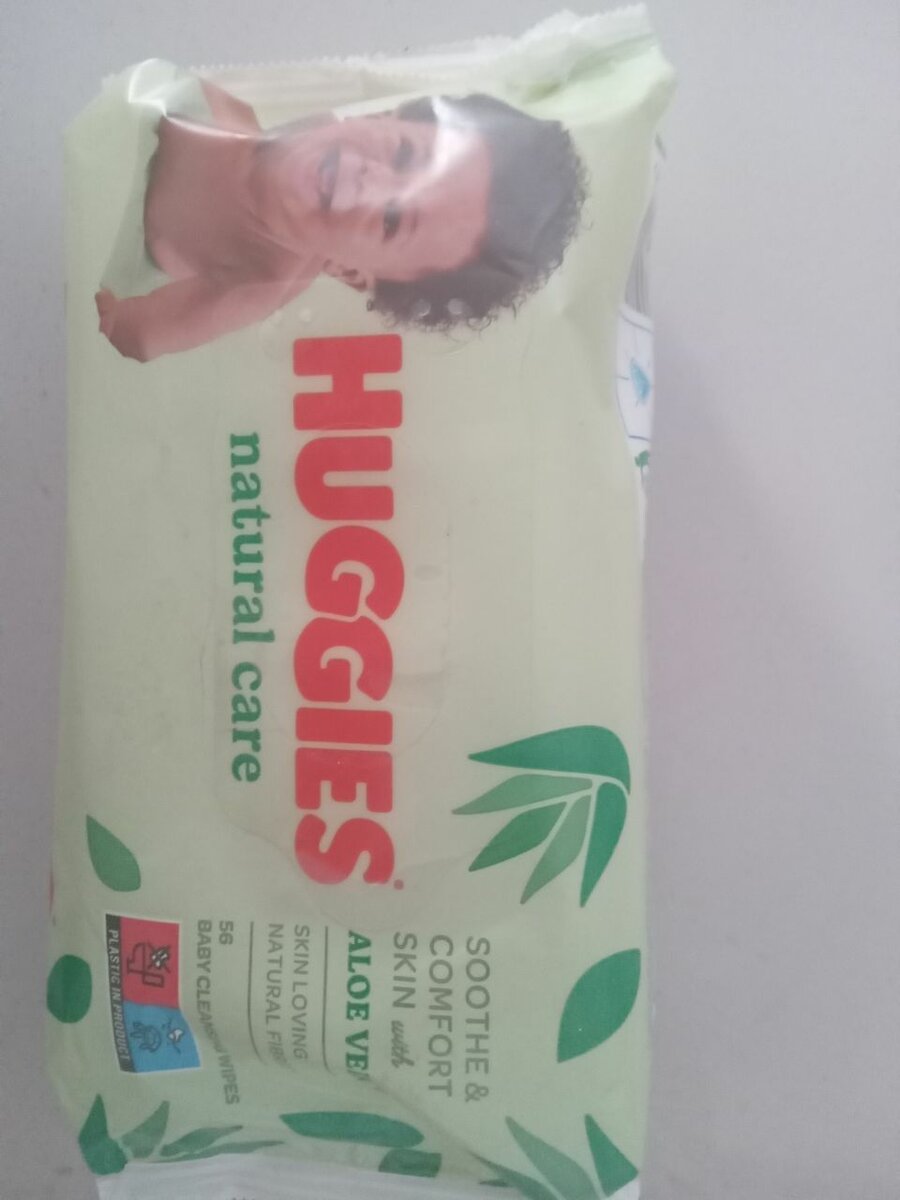 HUGGIES
natural care
SOOTHE &
COMFORT
SKIN with
ALOE
SKIN LOVING
NATURAL
56
BABY WIPES
PLASTIC IN PRODUCT